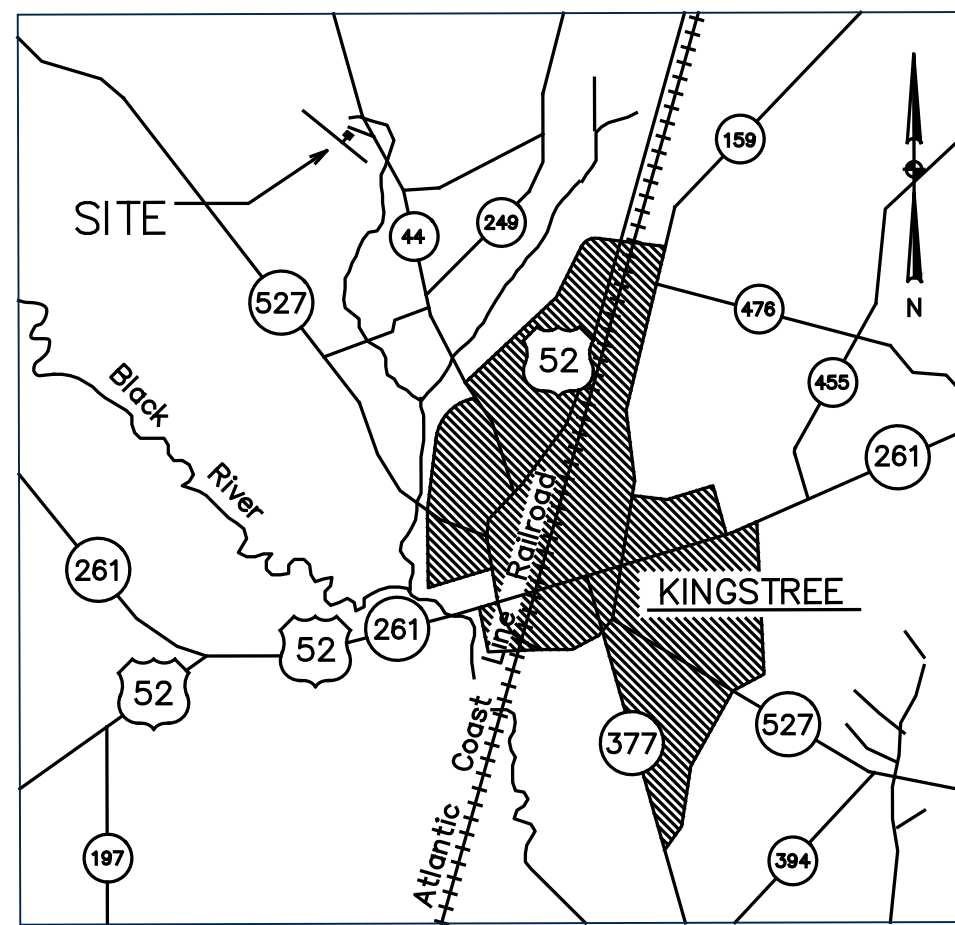 159
SITE
249
44
N
527
476
52
455
Black
River
261
Atlantic Coast Line Railroad
261
KINGSTREE
261
52
52
527
377
197
394